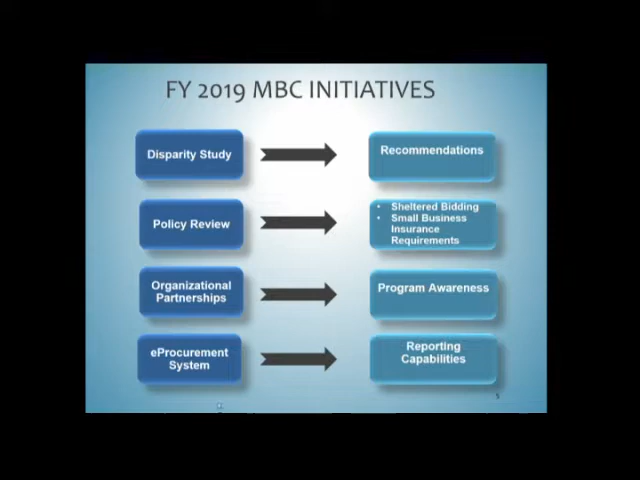 FY 2019 MBC INITIATIVES
Disparity Study
Recommendations
Policy Review
• Sheltered Bidding
• Small Business
Insurance
Requirements
Organizational
Partnerships
Program Awareness
eProcurement
System
Reporting
Capabilities
5